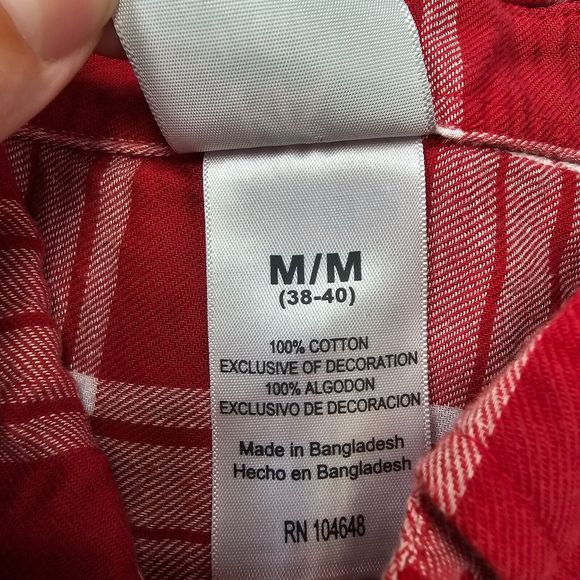 M/M
(38-40)
100% COTTON
EXCLUSIVE OF DECORATION
100% ALGODON
EXCLUSIVO DE DECORACION
Made in Bangladesh
Hecho en Bangladesh
RN 104648